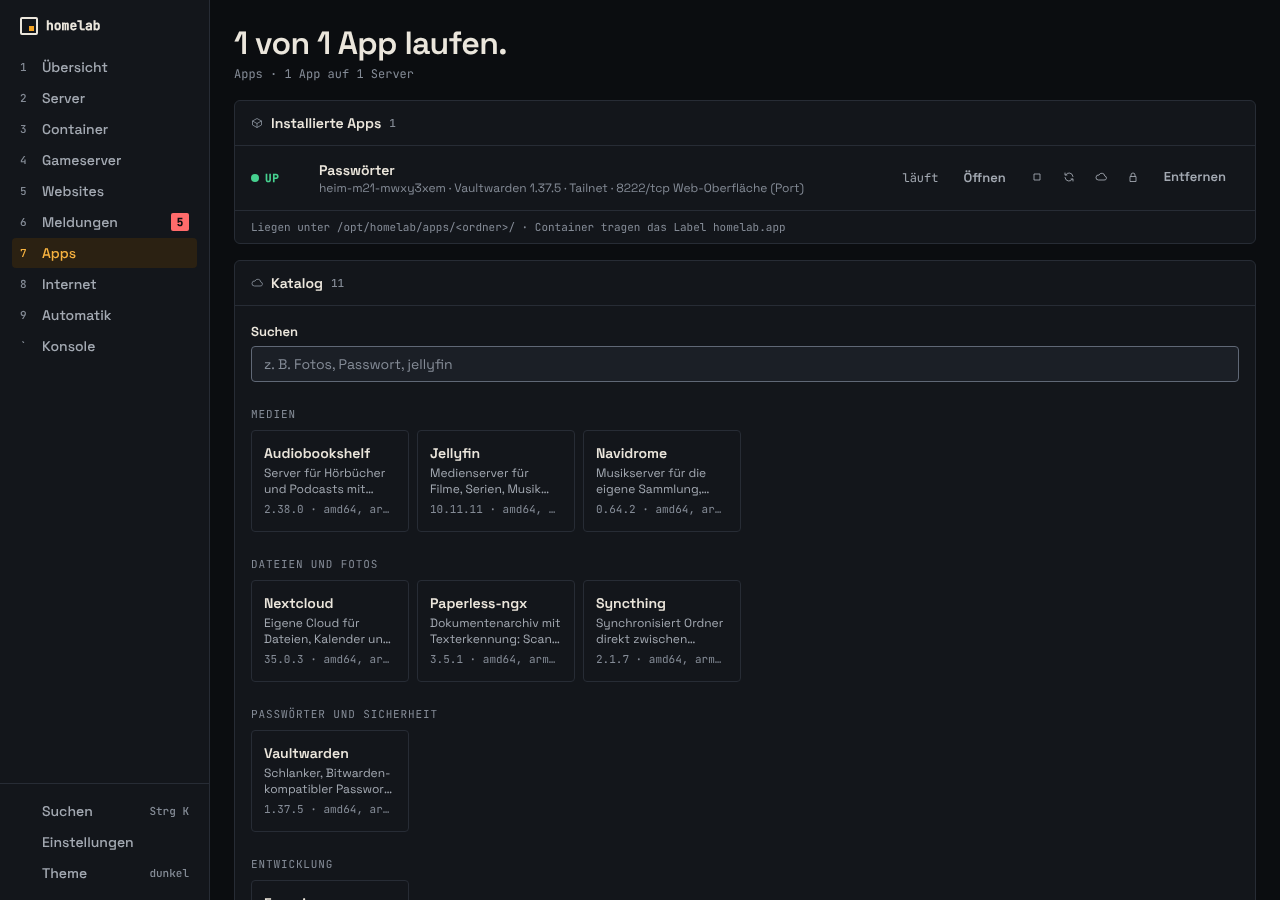 homelab
1 Übersicht
2 Server
3 Container
4 Gameserver
5 Websites
6 Meldungen 5
7 Apps
8 Internet
9 Automatik
` Konsole
Suchen Strg K
Einstellungen
Theme dunkel
1 von 1 App laufen.
Apps · 1 App auf 1 Server
Installierte Apps 1
UP
Passwörter
heim-m21-mwxy3xem · Vaultwarden 1.37.5 · Tailnet · 8222/tcp Web-Oberfläche (Port)
läuft Öffnen Entfernen
Liegen unter /opt/homelab/apps/<ordner>/ · Container tragen das Label homelab.app
Katalog 11
Suchen
z. B. Fotos, Passwort, jellyfin
MEDIEN
Audiobookshelf
Server für Hörbücher
und Podcasts mit…
2.38.0 · amd64, ar…
Jellyfin
Medienserver für
Filme, Serien, Musik…
10.11.11 · amd64, …
Navidrome
Musikserver für die
eigene Sammlung,…
0.64.2 · amd64, ar…
DATEIEN UND FOTOS
Nextcloud
Eigene Cloud für
Dateien, Kalender un…
35.0.3 · amd64, ar…
Paperless-ngx
Dokumentenarchiv mit
Texterkennung: Scan…
3.5.1 · amd64, arm…
Syncthing
Synchronisiert Ordner
direkt zwischen…
2.1.7 · amd64, arm…
PASSWÖRTER UND SICHERHEIT
Vaultwarden
Schlanker, Bitwarden-
kompatibler Passwor…
1.37.5 · amd64, ar…
ENTWICKLUNG